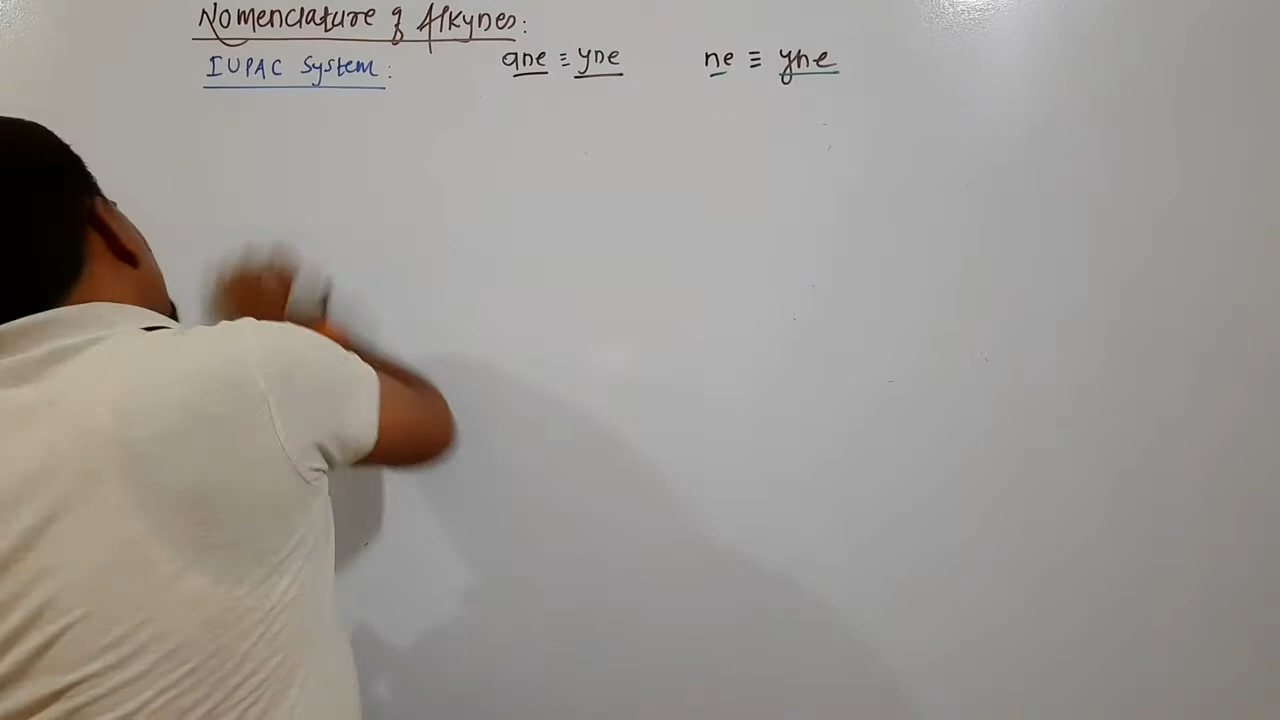 Nomenclature of Alkynes:
IUPAC System: ane ≡ yne ne ≡ yne